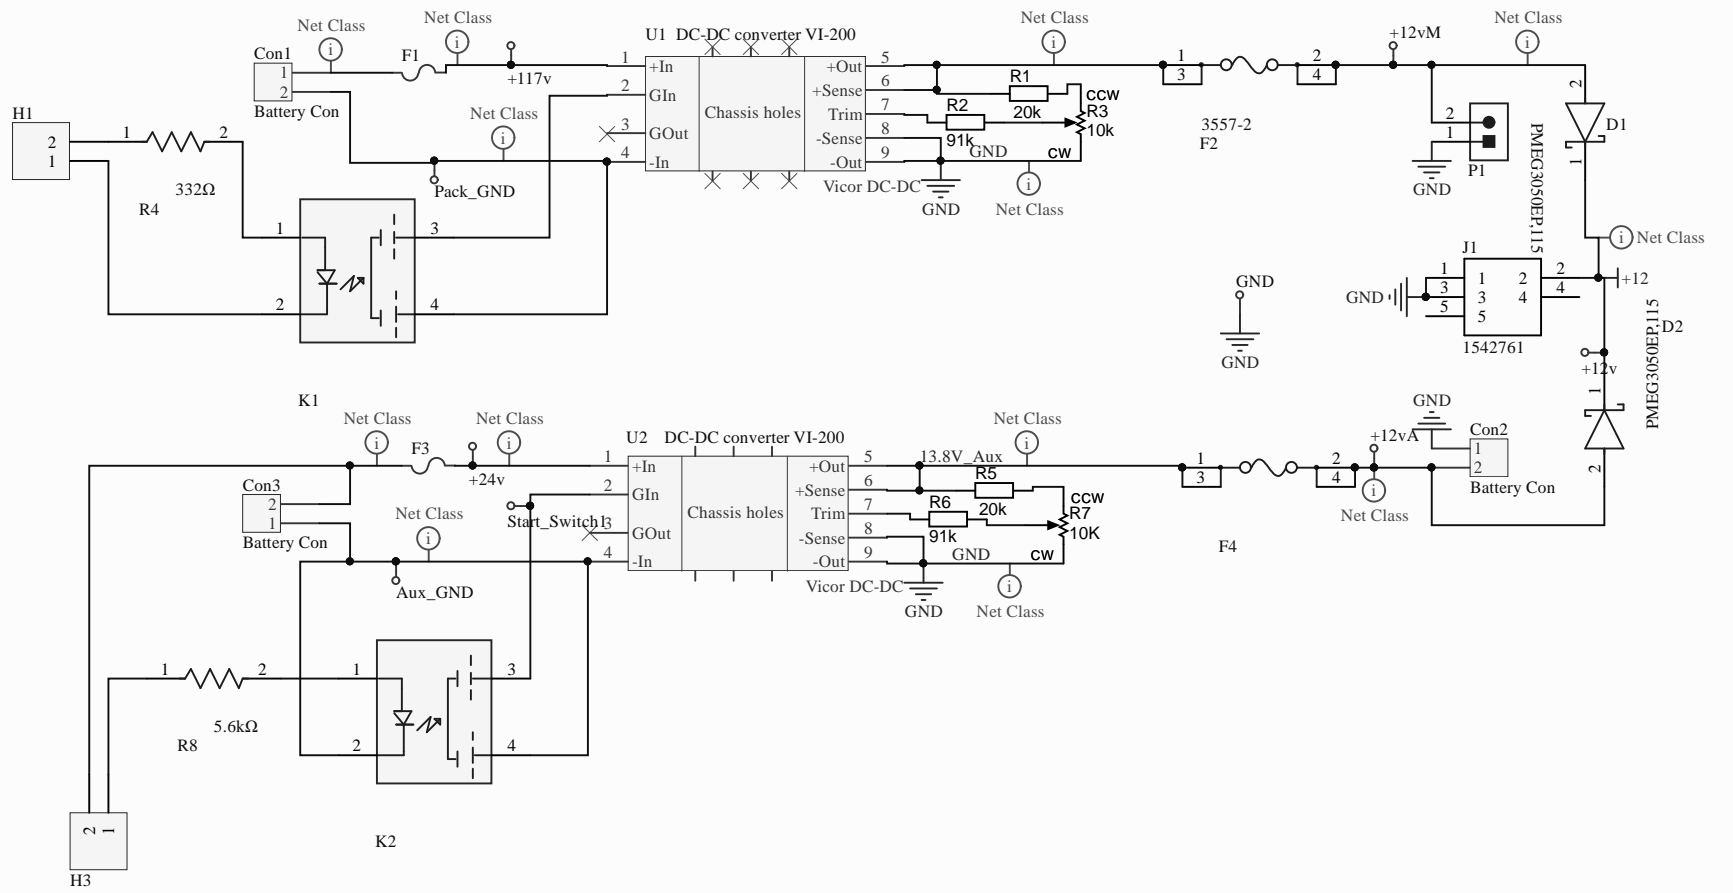 Net Class
Net Class
Net Class
Net Class
U1 DC-DC converter VI-200
Con1
1
2
Battery Con
F1
+117v
1
2
3
4
+In
GIn
GOut
-In
Chassis holes
+Out
+Sense
Trim
-Sense
-Out
5
6
7
8
9
Vicor DC-DC
R1
20k
R2
91k
CCW
R3
10k
CW
GND
GND
Net Class
1
3
2
4
3557-2
F2
+12vM
2
1
P1
GND
2
D1
1
PMEG3050EP,115
Net Class
H1
2
1
1
2
332Ω
R4
Net Class
Pack_GND
1
2
3
4
K1
GND
GND
J1
GND
1
3
5
1
3
5
2
4
2
4
1542761
+12
+12v
D2
PMEG3050EP,115
1
2
Net Class
Net Class
F3
+24v
Con3
2
1
Battery Con
Net Class
Aux_GND
Start_Switch1
U2 DC-DC converter VI-200
1
2
3
4
+In
GIn
GOut
-In
Chassis holes
+Out
+Sense
Trim
-Sense
-Out
5
6
7
8
9
Vicor DC-DC
13.8V_Aux
Net Class
R5
20k
R6
91k
CCW
R7
10K
CW
GND
GND
Net Class
1
3
2
4
F4
+12vA
Net Class
GND
Con2
1
2
Battery Con
1
2
5.6kΩ
R8
1
2
3
4
K2
2
1
H3